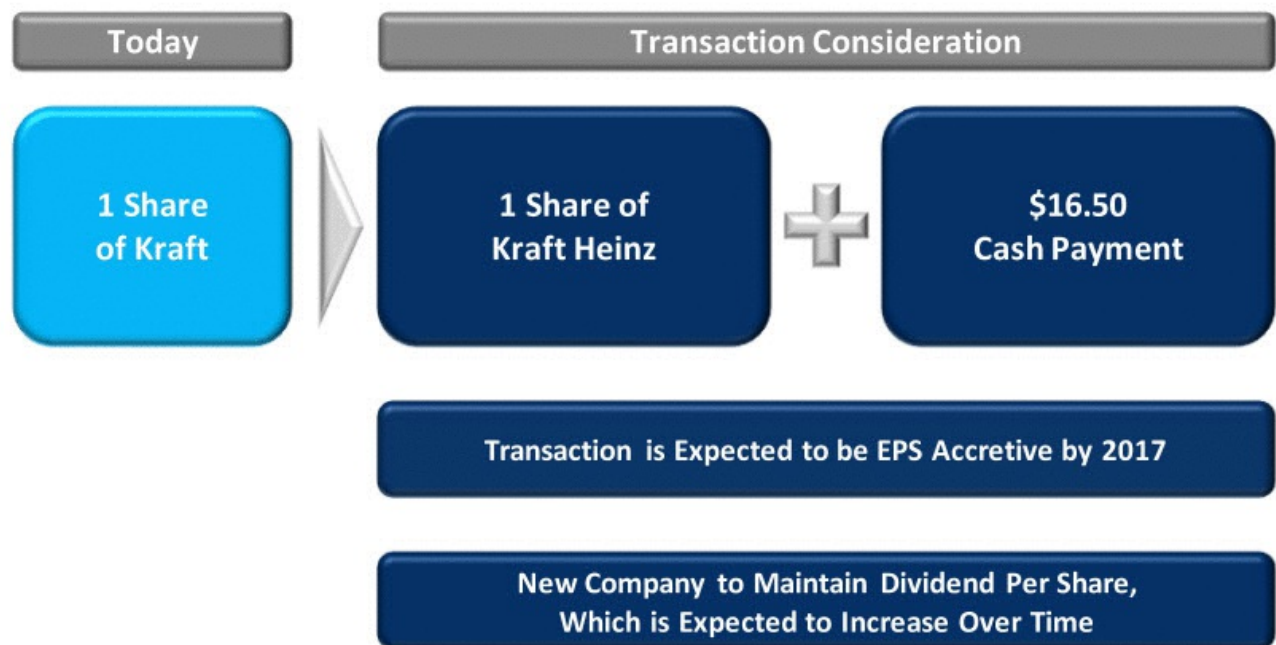 Today
Transaction Consideration
1 Share
of Kraft
1 Share of
Kraft Heinz
$16.50
Cash Payment
Transaction is Expected to be EPS Accretive by 2017
New Company to Maintain Dividend Per Share,
Which is Expected to Increase Over Time